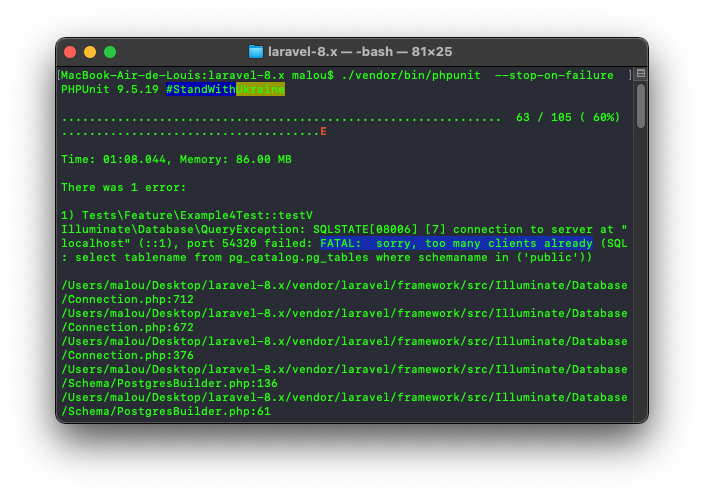 laravel-8.x — -bash — 81×25
[MacBook-Air-de-Louis:laravel-8.x malou$ ./vendor/bin/phpunit  --stop-on-failure  ]
PHPUnit 9.5.19 #StandWithUkraine
...............................................................  63 / 105 ( 60%)
.....................................E
Time: 01:08.044, Memory: 86.00 MB
There was 1 error:
1) Tests\Feature\Example4Test::testV
Illuminate\Database\QueryException: SQLSTATE[08006] [7] connection to server at "
localhost" (::1), port 54320 failed: FATAL:  sorry, too many clients already (SQL
: select tablename from pg_catalog.pg_tables where schemaname in ('public'))
/Users/malou/Desktop/laravel-8.x/vendor/laravel/framework/src/Illuminate/Database
/Connection.php:712
/Users/malou/Desktop/laravel-8.x/vendor/laravel/framework/src/Illuminate/Database
/Connection.php:672
/Users/malou/Desktop/laravel-8.x/vendor/laravel/framework/src/Illuminate/Database
/Connection.php:376
/Users/malou/Desktop/laravel-8.x/vendor/laravel/framework/src/Illuminate/Database
/Schema/PostgresBuilder.php:136
/Users/malou/Desktop/laravel-8.x/vendor/laravel/framework/src/Illuminate/Database
/Schema/PostgresBuilder.php:61